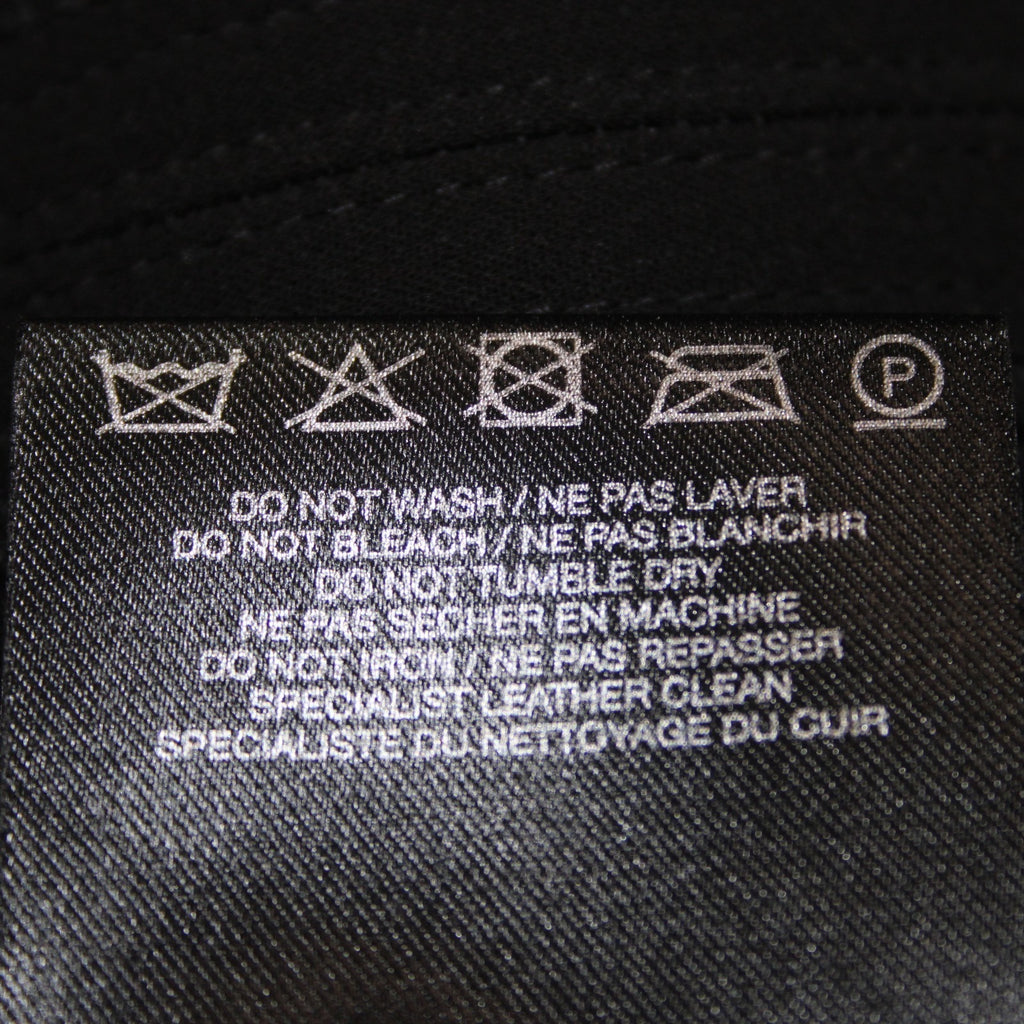 P
DO NOT WASH / NE PAS LAVER
DO NOT BLEACH / NE PAS BLANCHIR
DO NOT TUMBLE DRY
NE PAS SECHER EN MACHINE
DO NOT IRON / NE PAS REPASSER
SPECIALIST LEATHER CLEAN
SPECIALISTE DU NETTOYAGE DU CUIR